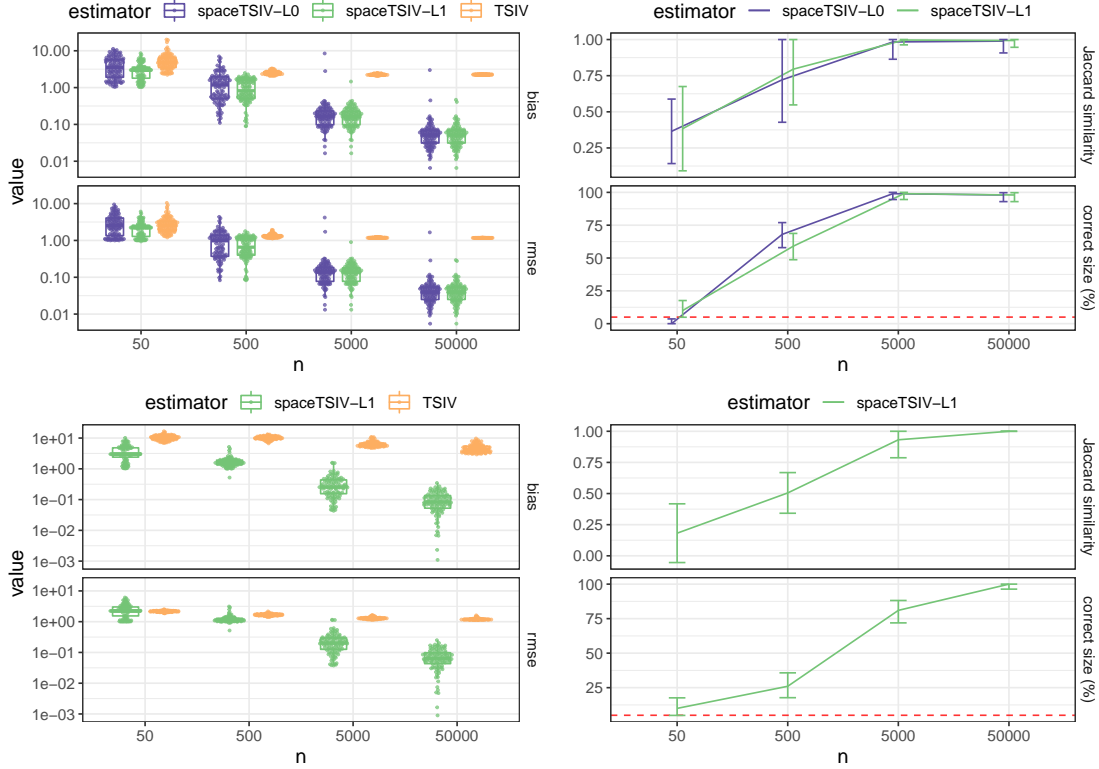 estimator spaceTSIV−L0 spaceTSIV−L1 TSIV
10.00
1.00
0.10
0.01
bias
10.00
1.00
0.10
0.01
rmse
value
50 500 5000 50000
n
estimator spaceTSIV−L0 spaceTSIV−L1
1.00
0.75
0.50
0.25
Jaccard similarity
100
75
50
25
0
correct size (%)
50 500 5000 50000
n
estimator spaceTSIV−L1 TSIV
1e+01
1e+00
1e−01
1e−02
1e−03
bias
1e+01
1e+00
1e−01
1e−02
1e−03
rmse
value
50 500 5000 50000
n
estimator spaceTSIV−L1
1.00
0.75
0.50
0.25
0.00
Jaccard similarity
100
75
50
25
correct size (%)
50 500 5000 50000
n